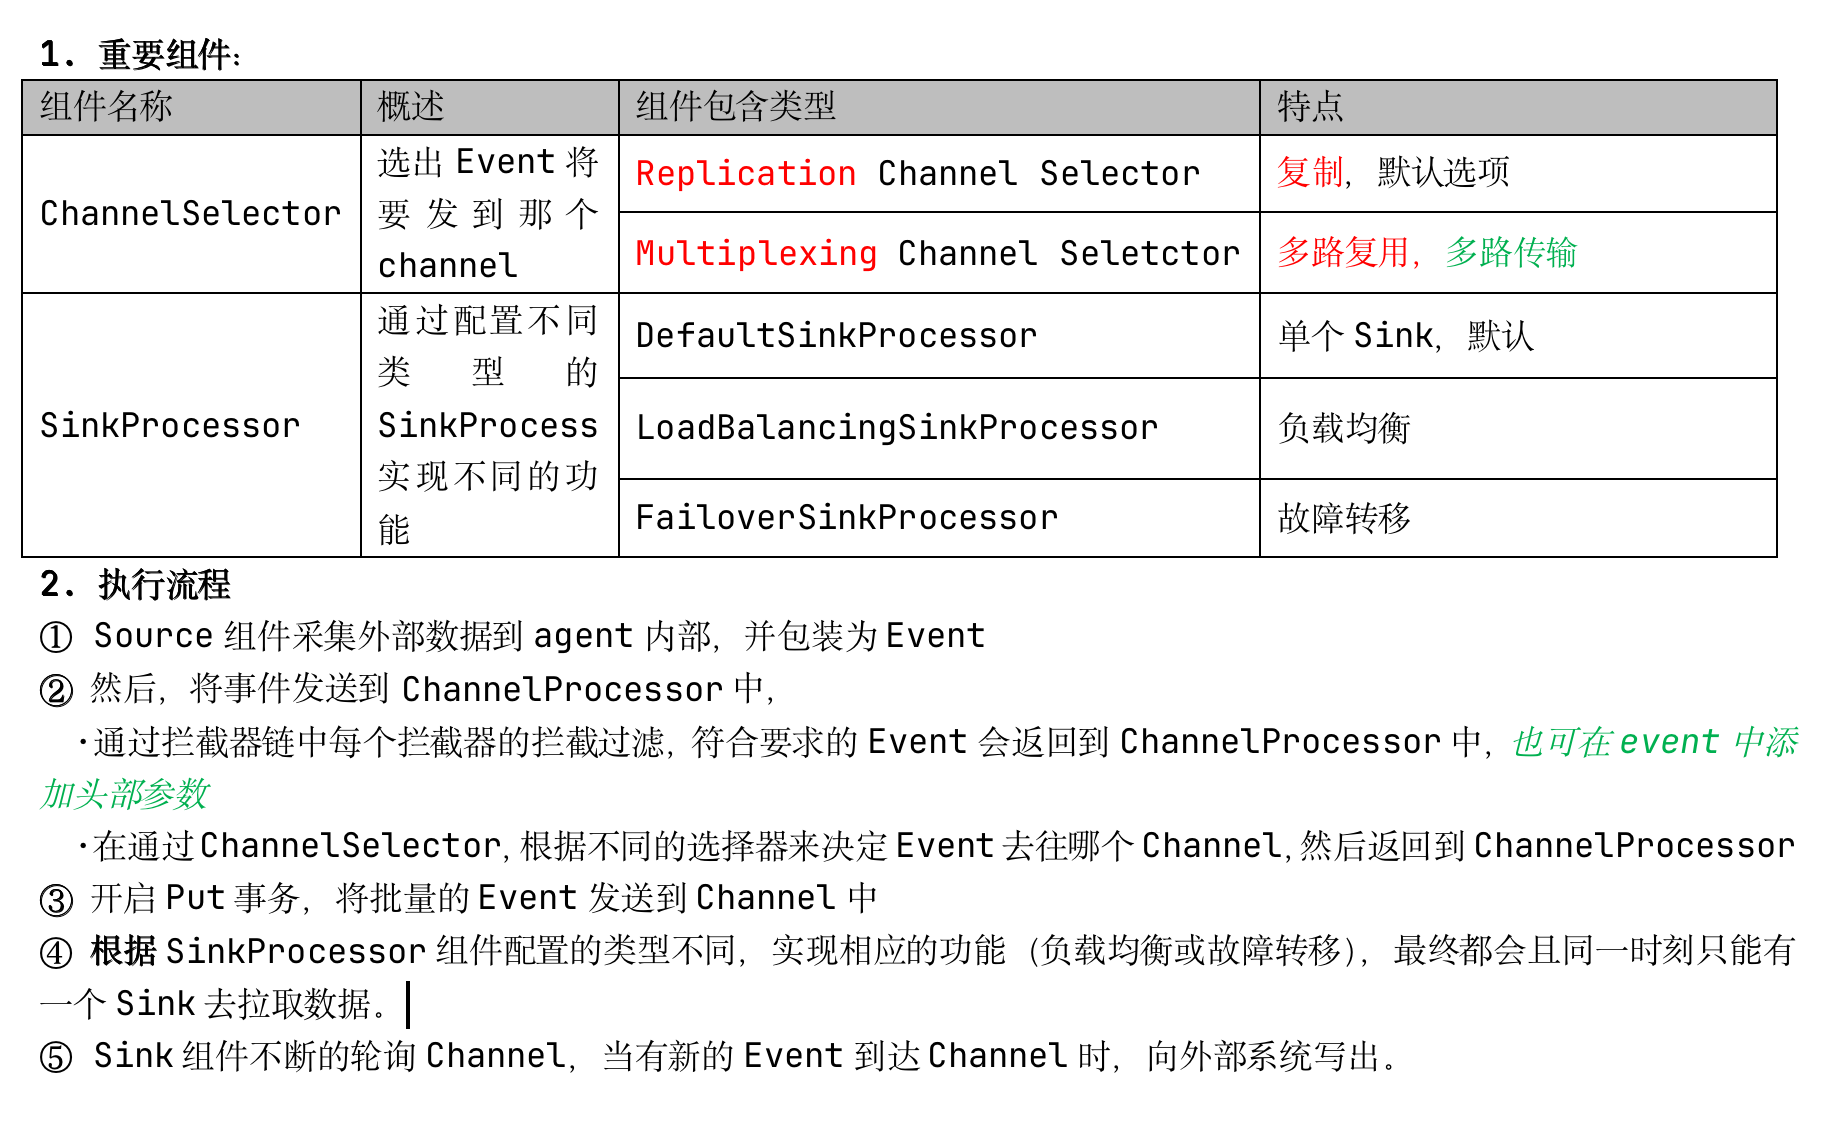 1. 重要组件:
组件名称 概述 组件包含类型 特点
ChannelSelector
选出 Event 将
要发到那个
channel
Replication Channel Selector
复制，默认选项
Multiplexing Channel Seletctor
多路复用，多路传输
SinkProcessor
通过配置不同
类型的
SinkProcess
实现不同的功
能
DefaultSinkProcessor
单个 Sink，默认
LoadBalancingSinkProcessor
负载均衡
FailoverSinkProcessor
故障转移
2. 执行流程
① Source 组件采集外部数据到 agent 内部，并包装为 Event
② 然后，将事件发送到 ChannelProcessor 中，
·通过拦截器链中每个拦截器的拦截过滤，符合要求的 Event 会返回到 ChannelProcessor 中，也可在 event 中添
加头部参数
·在通过 ChannelSelector,根据不同的选择器来决定 Event 去往哪个 Channel,然后返回到 ChannelProcessor
③ 开启 Put 事务，将批量的 Event 发送到 Channel 中
④ 根据 SinkProcessor 组件配置的类型不同，实现相应的功能（负载均衡或故障转移），最终都会且同一时刻只能有
一个 Sink 去拉取数据。
⑤ Sink 组件不断的轮询 Channel，当有新的 Event 到达 Channel 时，向外部系统写出。